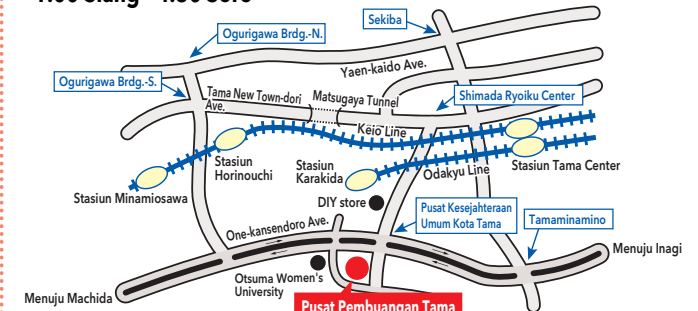 Sekiba
Ogurigawa Brdg.-N.
Yaen-kaido Ave.
Ogurigawa Brdg.-S.
Tama New Town-dori
Ave.
Matsugaya Tunnel
Shimada Ryoiku Center
Keio Line
Stasiun
Horinouchi
Stasiun
Karakida
Odakyu Line
Stasiun Tama Center
Stasiun Minamiosawa
DIY store
Pusat Kesejahteraan
Umum Kota Tama
Tamaminamino
One-kansendoro Ave.
Menuju Inagi
Otsuma Women's
University
Menuju Machida
Pusat Pembuangan Tama